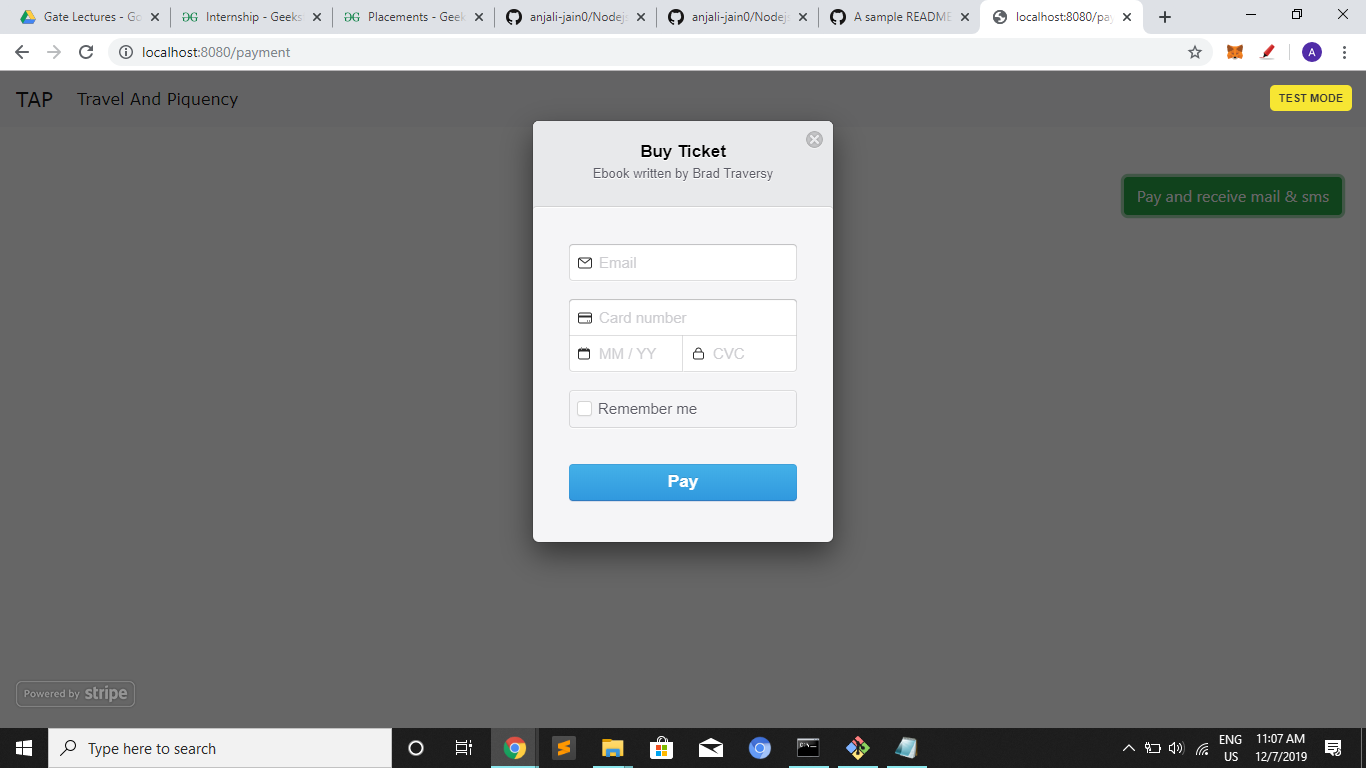 Gate Lectures - Go
Internship - Geeks
Placements - Geek
anjali-jain0/Nodejs
anjali-jain0/Nodejs
A sample README
localhost:8080/pay
localhost:8080/payment
A
TAP
Travel And Piquency
TEST MODE
Buy Ticket
Ebook written by Brad Traversy
Pay and receive mail & sms
Email
Card number
MM / YY
CVC
Remember me
Pay
Powered by stripe
Type here to search
ENG
US
11:07 AM
12/7/2019